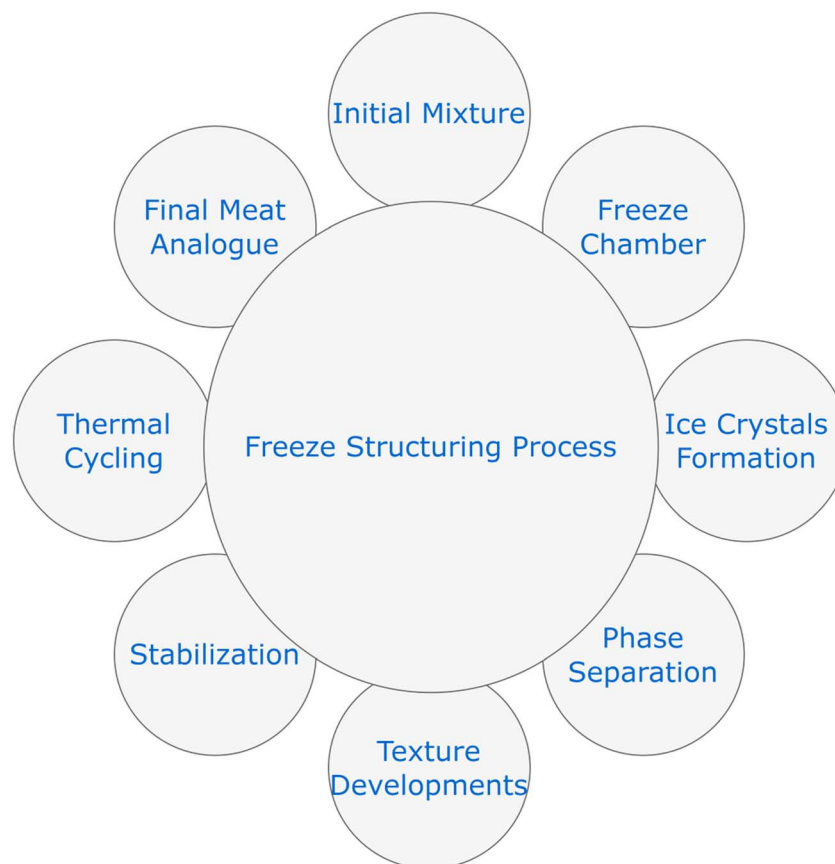 Initial Mixture
Freeze
Chamber
Ice Crystals
Formation
Phase
Separation
Texture
Developments
Stabilization
Thermal
Cycling
Final Meat
Analogue
Freeze Structuring Process